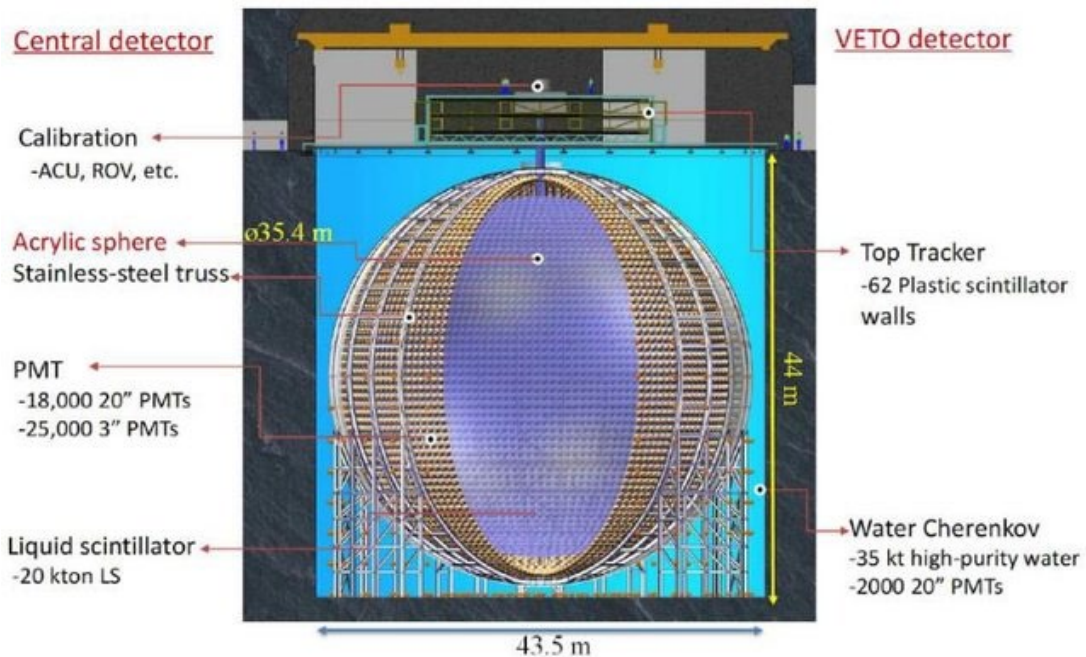 Central detector
VETO detector
Calibration
-ACU, ROV, etc.
Acrylic sphere
ø35.4 m
Stainless-steel truss
Top Tracker
-62 Plastic scintillator
walls
PMT
-18,000 20” PMTs
-25,000 3” PMTs
44 m
Liquid scintillator
-20 kton LS
Water Cherenkov
-35 kt high-purity water
-2000 20” PMTs
43.5 m